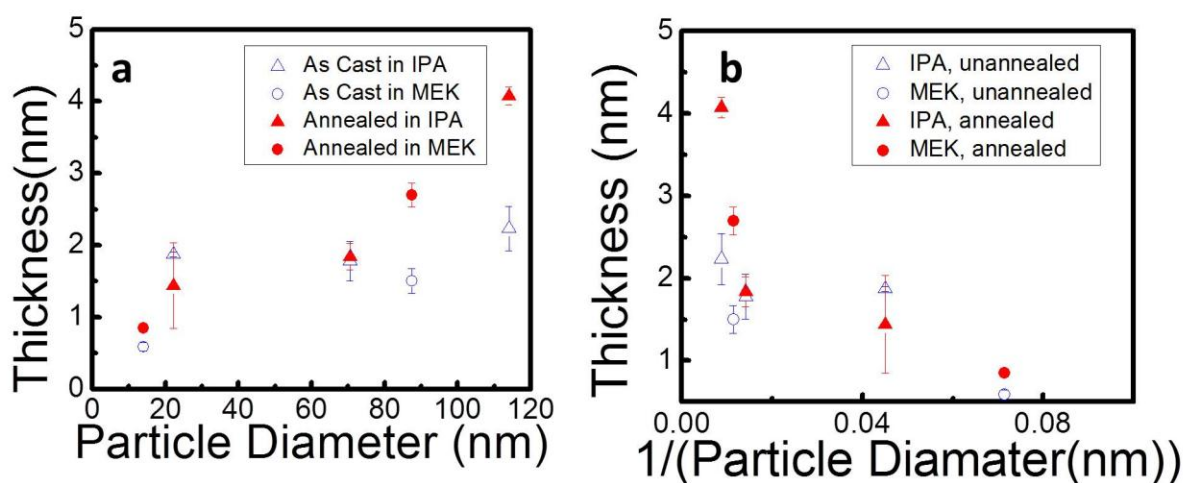 a
As Cast in IPA
As Cast in MEK
Annealed in IPA
Annealed in MEK
Thickness(nm)
5
4
3
2
1
0
0 20 40 60 80 100 120
Particle Diameter (nm)
b
IPA, unannealed
MEK, unannealed
IPA, annealed
MEK, annealed
Thickness (nm)
5
4
3
2
1
0.00 0.04 0.08
1/(Particle Diamater(nm))